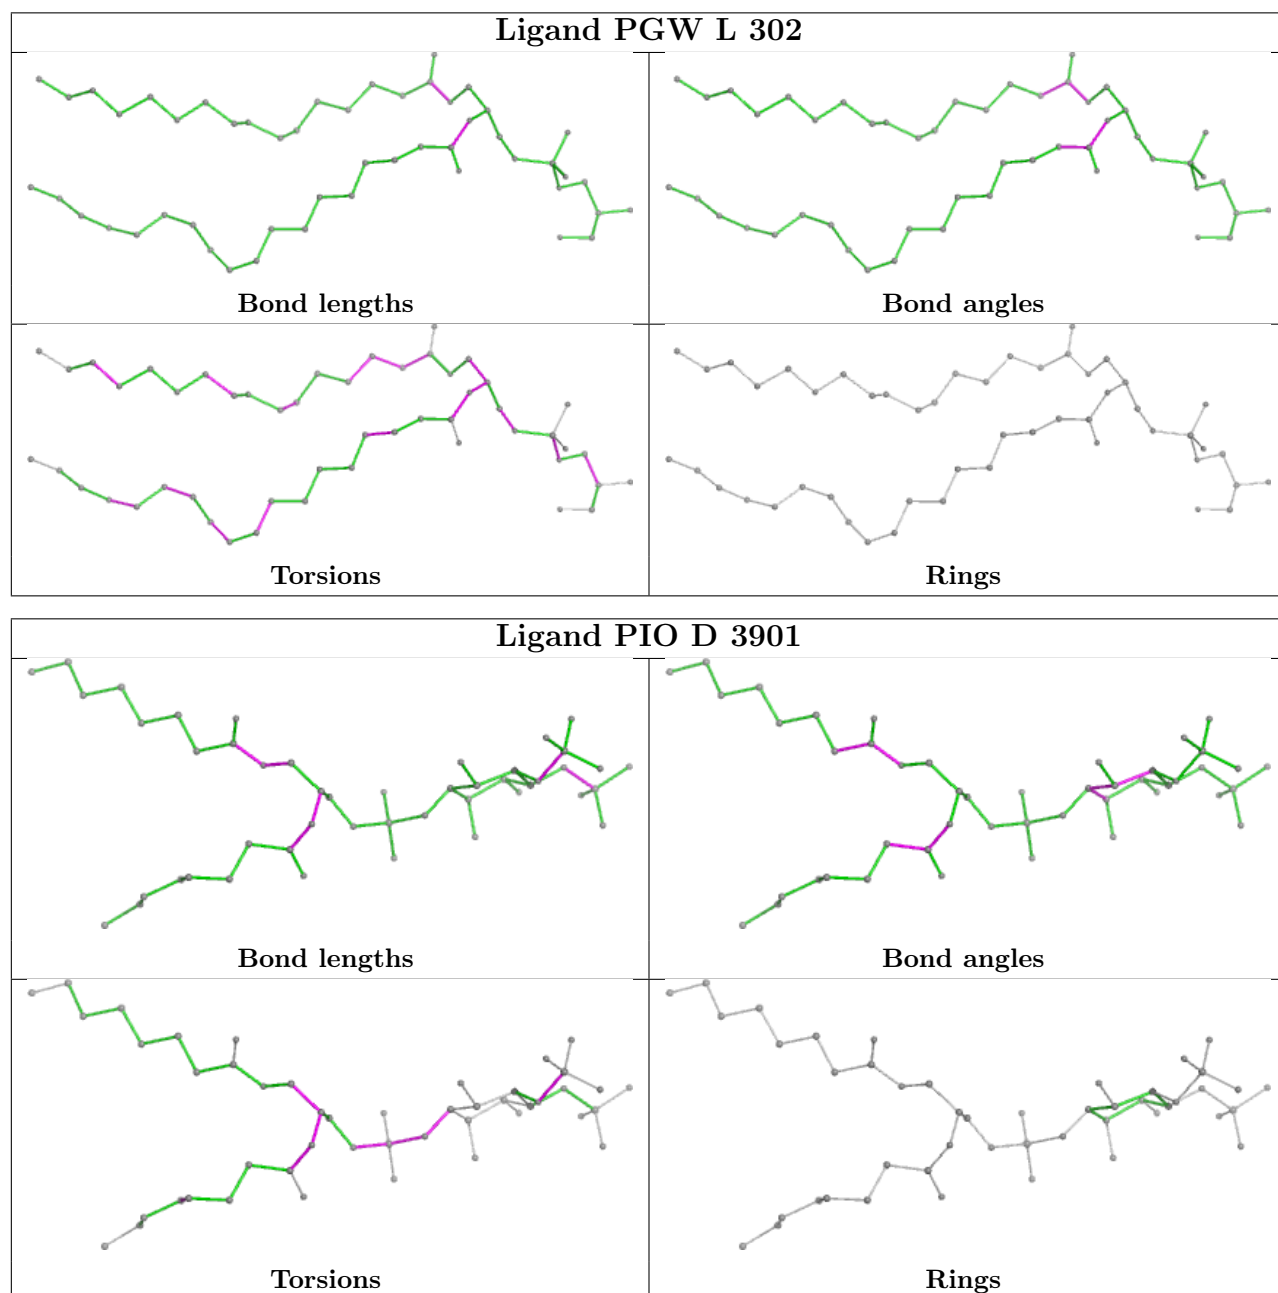 Ligand PGW L 302
Bond lengths
Bond angles
Torsions
Rings
Ligand PIO D 3901
Bond lengths
Bond angles
Torsions
Rings